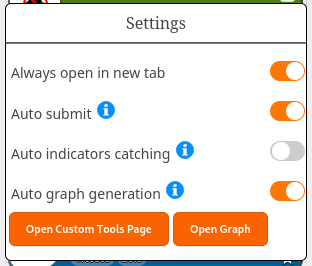 Settings
Always open in new tab
Auto submit
Auto indicators catching
Auto graph generation
Open Custom Tools Page Open Graph